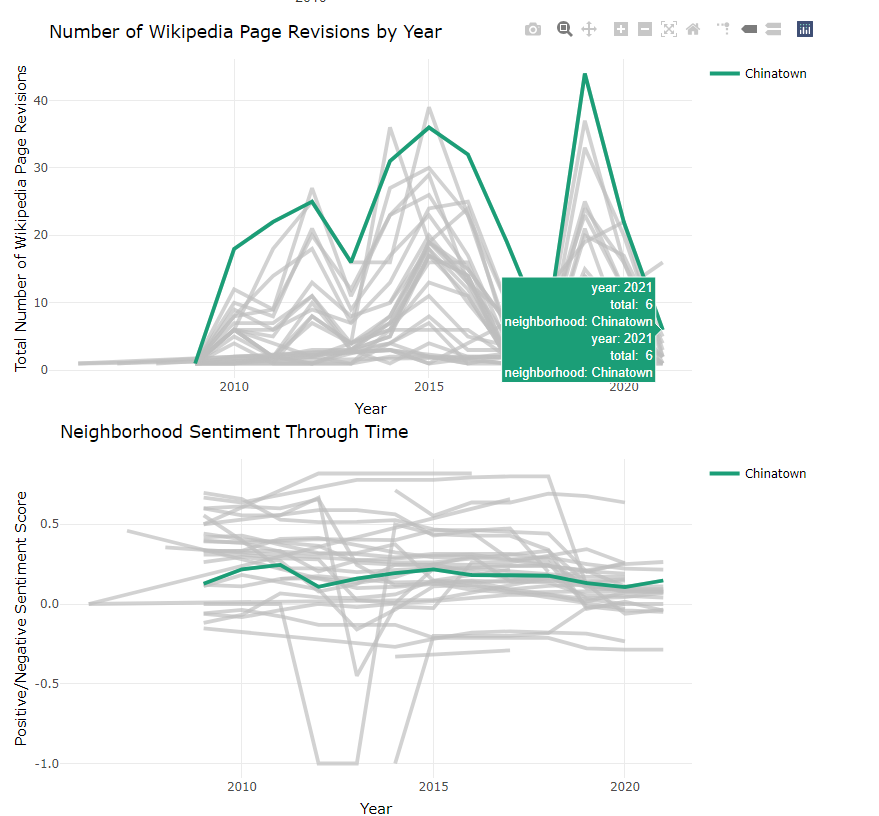 Number of Wikipedia Page Revisions by Year
Chinatown
Total Number of Wikipedia Page Revisions
40
30
20
10
0
year: 2021
total: 6
neighborhood: Chinatown
year: 2021
total: 6
neighborhood: Chinatown
2010
2015
2020
Year
Neighborhood Sentiment Through Time
Chinatown
Positive/Negative Sentiment Score
0.5
0.0
-0.5
-1.0
2010
2015
2020
Year